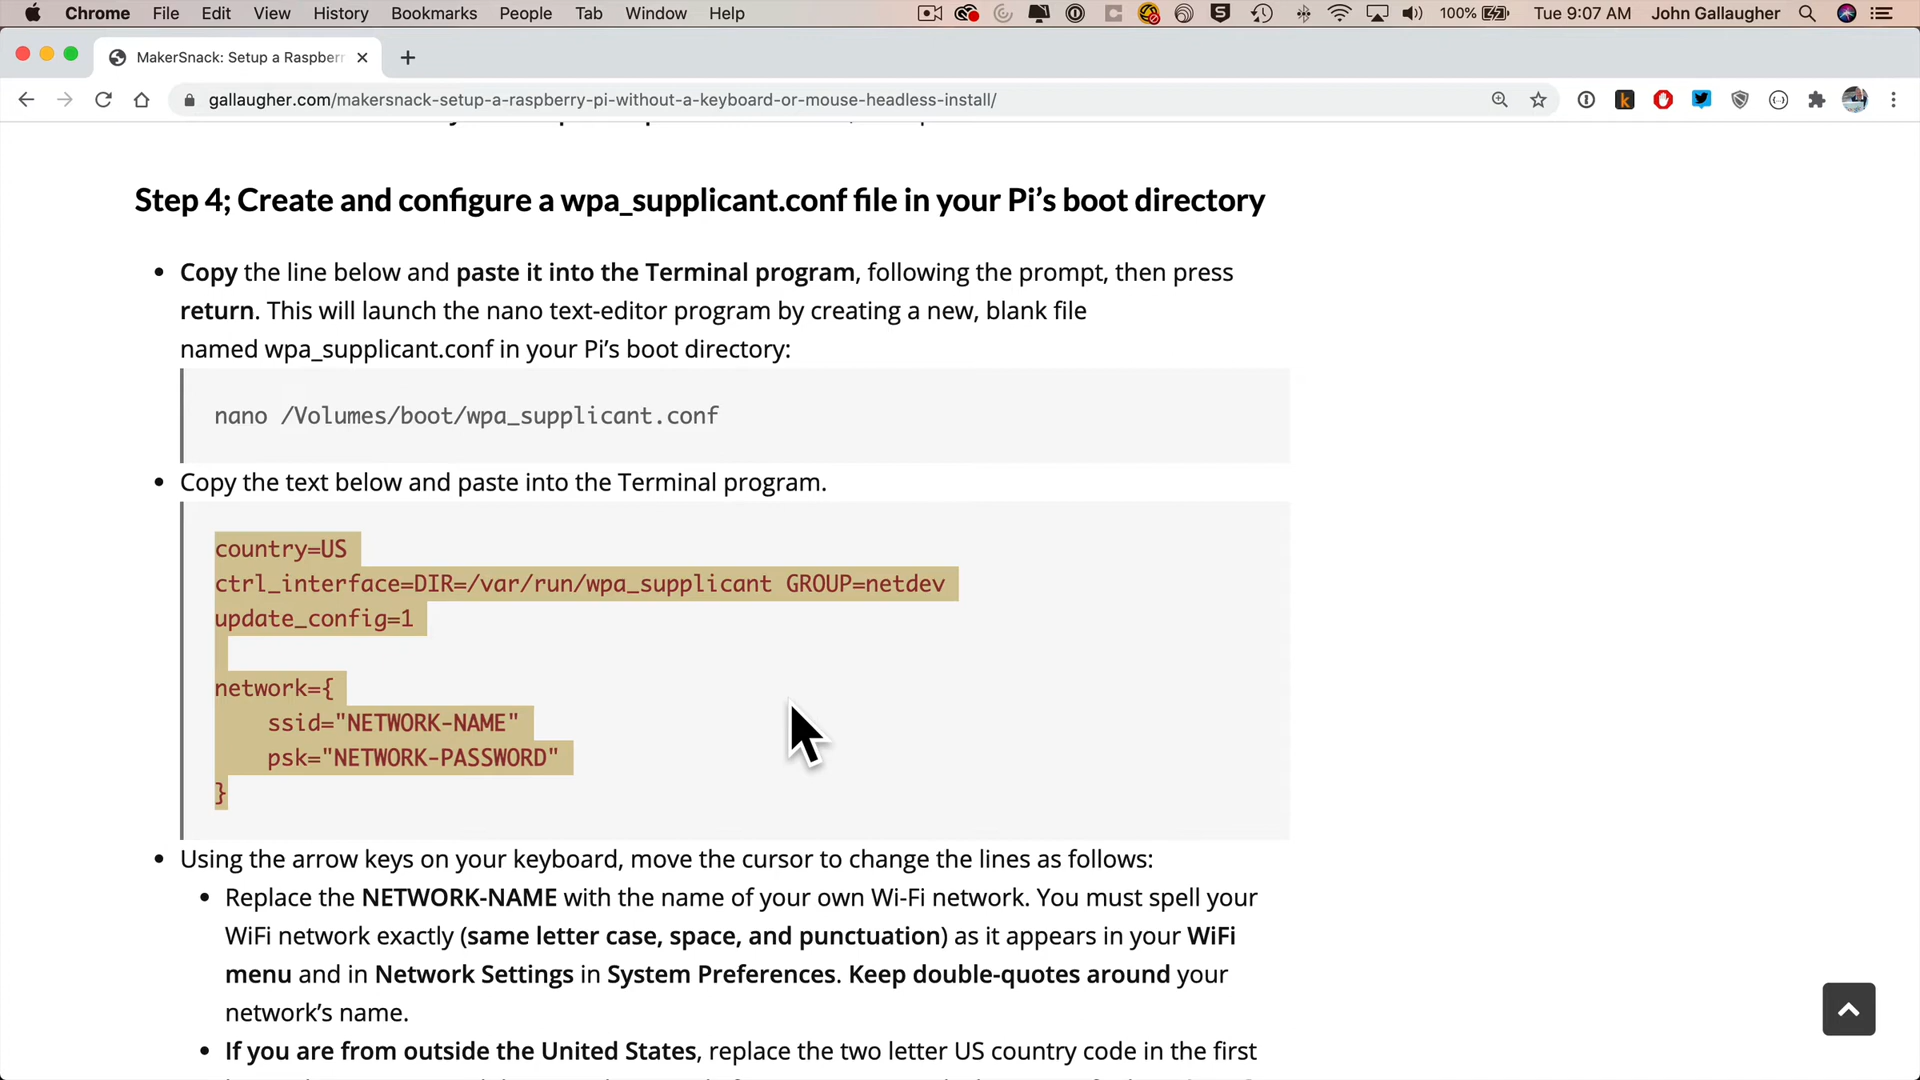 Chrome File Edit View History Bookmarks People Tab Window Help 100% Tue 9:07 AM John Gallaugher
MakerSnack: Setup a Raspberr
gallaugher.com/makersnack-setup-a-raspberry-pi-without-a-keyboard-or-mouse-headless-install/
Step 4; Create and configure a wpa_supplicant.conf file in your Pi’s boot directory
• Copy the line below and paste it into the Terminal program, following the prompt, then press
return. This will launch the nano text-editor program by creating a new, blank file
named wpa_supplicant.conf in your Pi’s boot directory:
nano /Volumes/boot/wpa_supplicant.conf
• Copy the text below and paste into the Terminal program.
country=US
ctrl_interface=DIR=/var/run/wpa_supplicant GROUP=netdev
update_config=1
network={
ssid="NETWORK-NAME"
psk="NETWORK-PASSWORD"
}
• Using the arrow keys on your keyboard, move the cursor to change the lines as follows:
• Replace the NETWORK-NAME with the name of your own Wi-Fi network. You must spell your
WiFi network exactly (same letter case, space, and punctuation) as it appears in your WiFi
menu and in Network Settings in System Preferences. Keep double-quotes around your
network’s name.
• If you are from outside the United States, replace the two letter US country code in the first